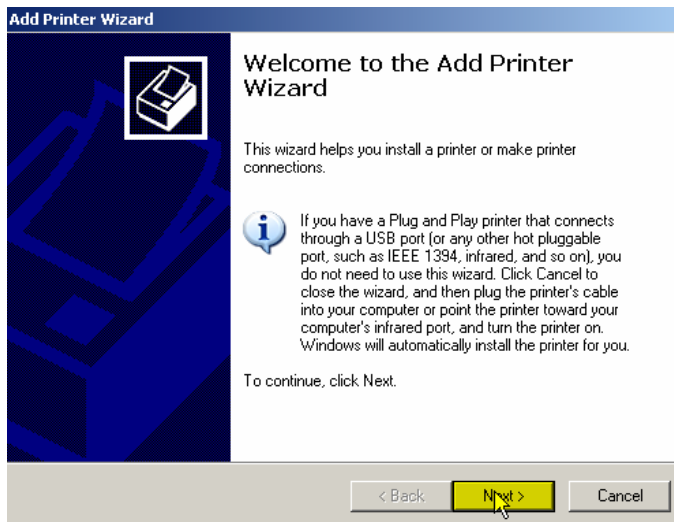 Add Printer Wizard
Welcome to the Add Printer
Wizard
This wizard helps you install a printer or make printer
connections.
If you have a Plug and Play printer that connects
through a USB port (or any other hot pluggable
port, such as IEEE 1394, infrared, and so on), you
do not need to use this wizard. Click Cancel to
close the wizard, and then plug the printer's cable
into your computer or point the printer toward your
computer's infrared port, and turn the printer on.
Windows will automatically install the printer for you.
To continue, click Next.
< Back Next > Cancel